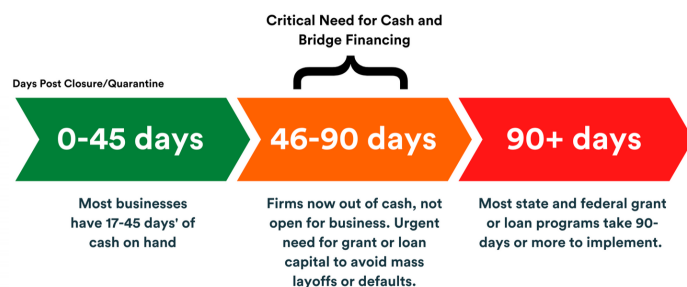 Critical Need for Cash and
Bridge Financing
Days Post Closure/Quarantine
0-45 days
46-90 days
90+ days
Most businesses
have 17-45 days' of
cash on hand
Firms now out of cash, not
open for business. Urgent
need for grant or loan
capital to avoid mass
layoffs or defaults.
Most state and federal grant
or loan programs take 90-
days or more to implement.